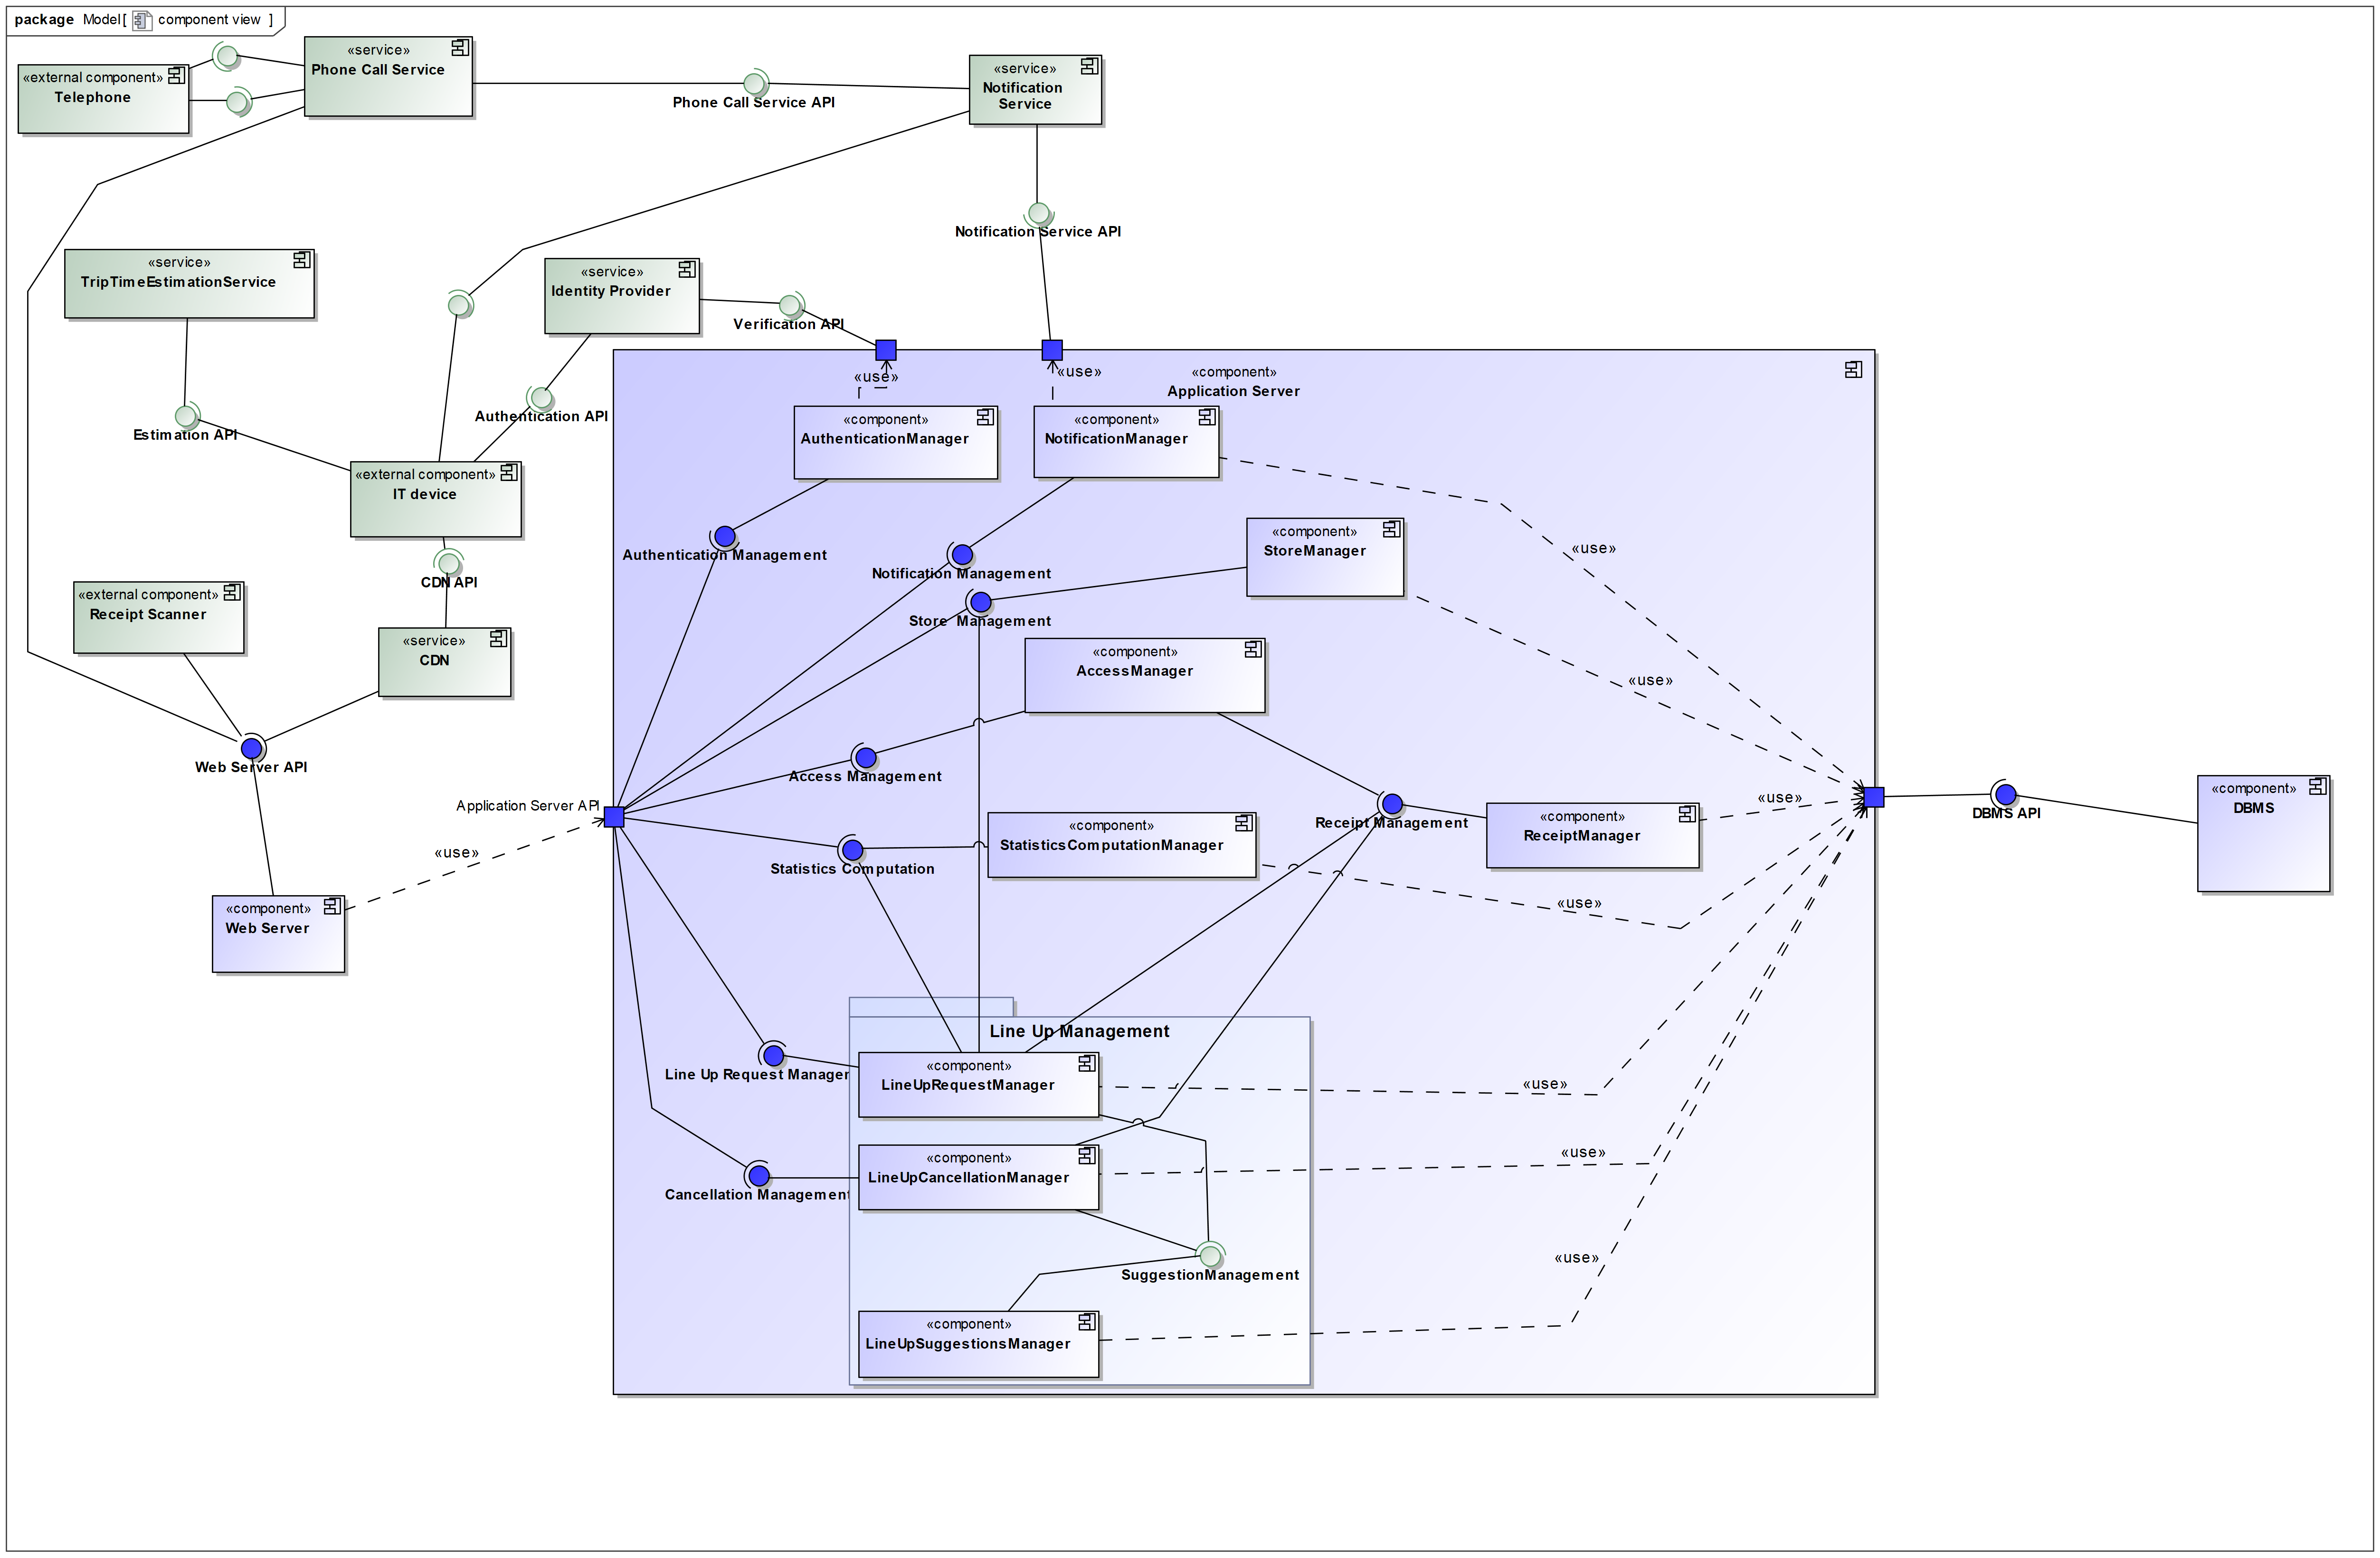 package Model[ component view ]
«service»
Phone Call Service
«external component»
Telephone
Phone Call Service API
«service»
Notification
Service
Notification Service API
«service»
TripTimeEstimationService
«service»
Identity Provider
Verification API
«use»
«use»
«component»
Application Server
Authentication API
Estimation API
«component»
AuthenticationManager
«component»
NotificationManager
«external component»
IT device
Authentication Management
Notification Management
«component»
StoreManager
«use»
CDN API
«external component»
Receipt Scanner
Store Management
«service»
CDN
«component»
AccessManager
«use»
Web Server API
Access Management
Application Server API
«component»
StatisticsComputationManager
Receipt Management
«component»
ReceiptManager
«use»
DBMS API
«component»
DBMS
«use»
Statistics Computation
«use»
«component»
Web Server
Line Up Management
Line Up Request Manager
«component»
LineUpRequestManager
«use»
«component»
LineUpCancellationManager
«use»
Cancellation Management
SuggestionManagement
«use»
«component»
LineUpSuggestionsManager